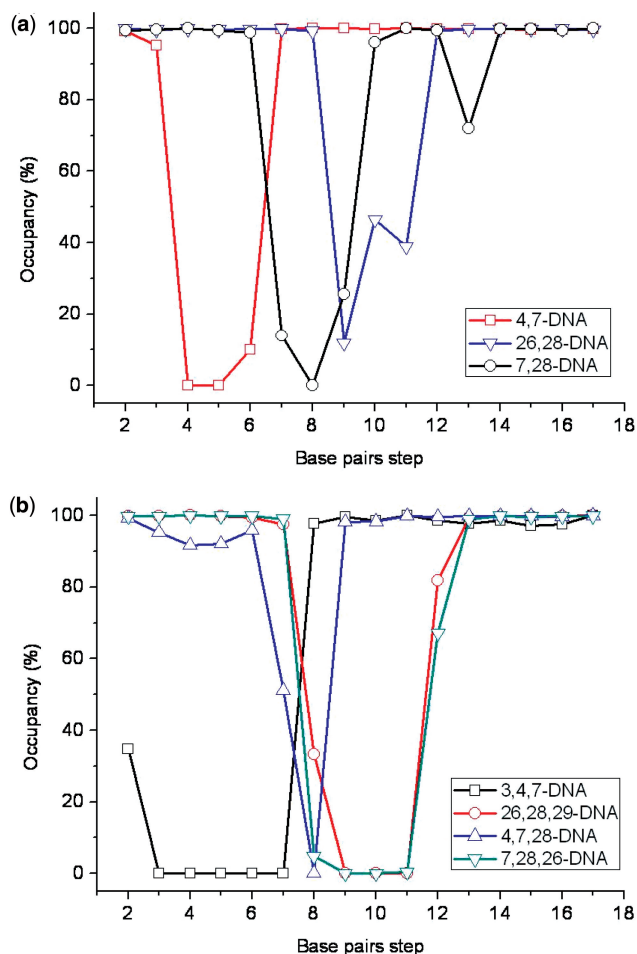 (a)
100
80
60
40
20
0
Occupancy (%)
4,7-DNA
26,28-DNA
7,28-DNA
2 4 6 8 10 12 14 16 18
Base pairs step
(b)
100
80
60
40
20
0
Occupancy (%)
3,4,7-DNA
26,28,29-DNA
4,7,28-DNA
7,28,26-DNA
2 4 6 8 10 12 14 16 18
Base pairs step